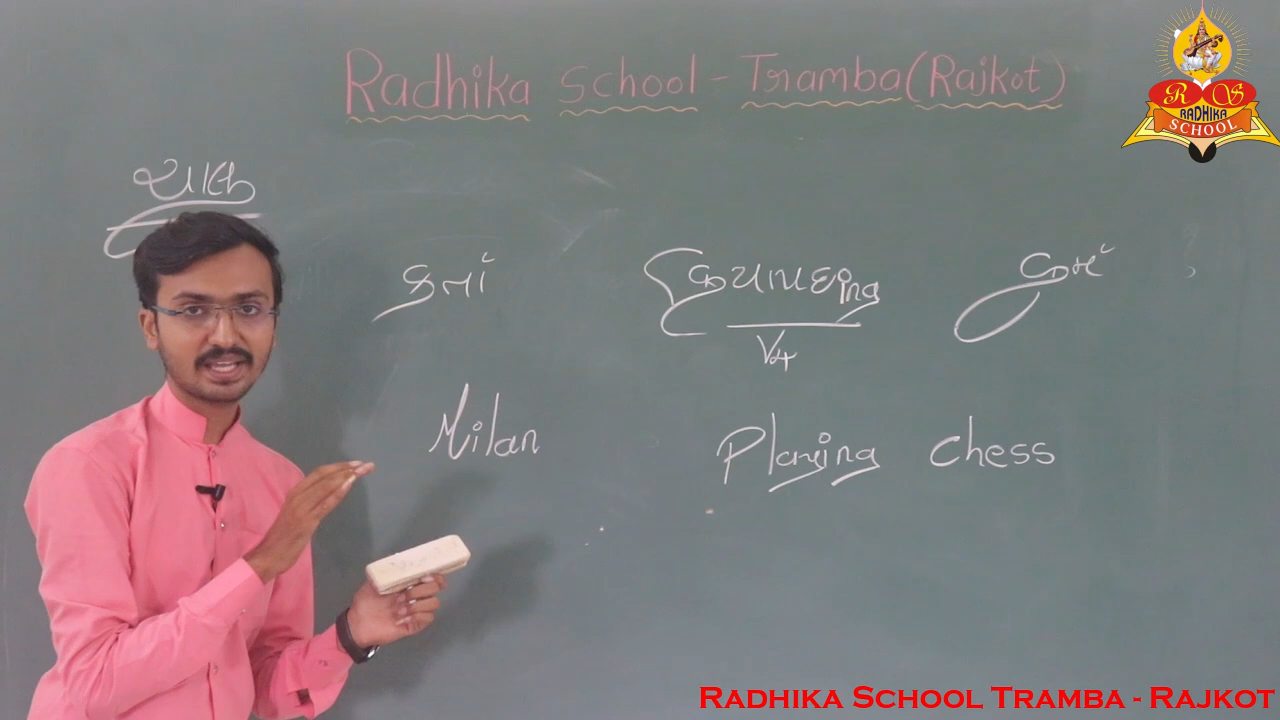 Radhika School - Tramba (Rajkot)
R S
RADHIKA
SCHOOL
ચાલુ
કર્તા ક્રિયાપદing કર્મ
V4
Milan Playing chess
RADHIKA SCHOOL TRAMBA - RAJKOT